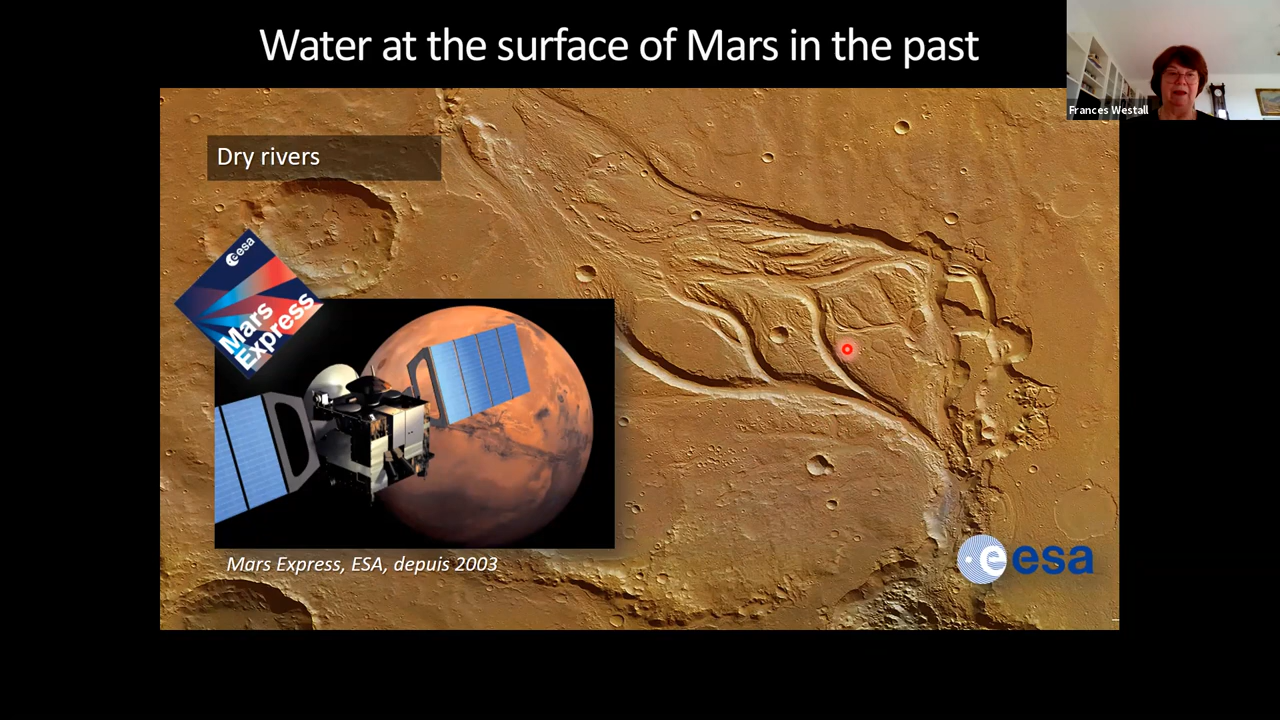 Water at the surface of Mars in the past
Frances Westall
Dry rivers
esa
Mars
Express
Mars Express, ESA, depuis 2003
esa